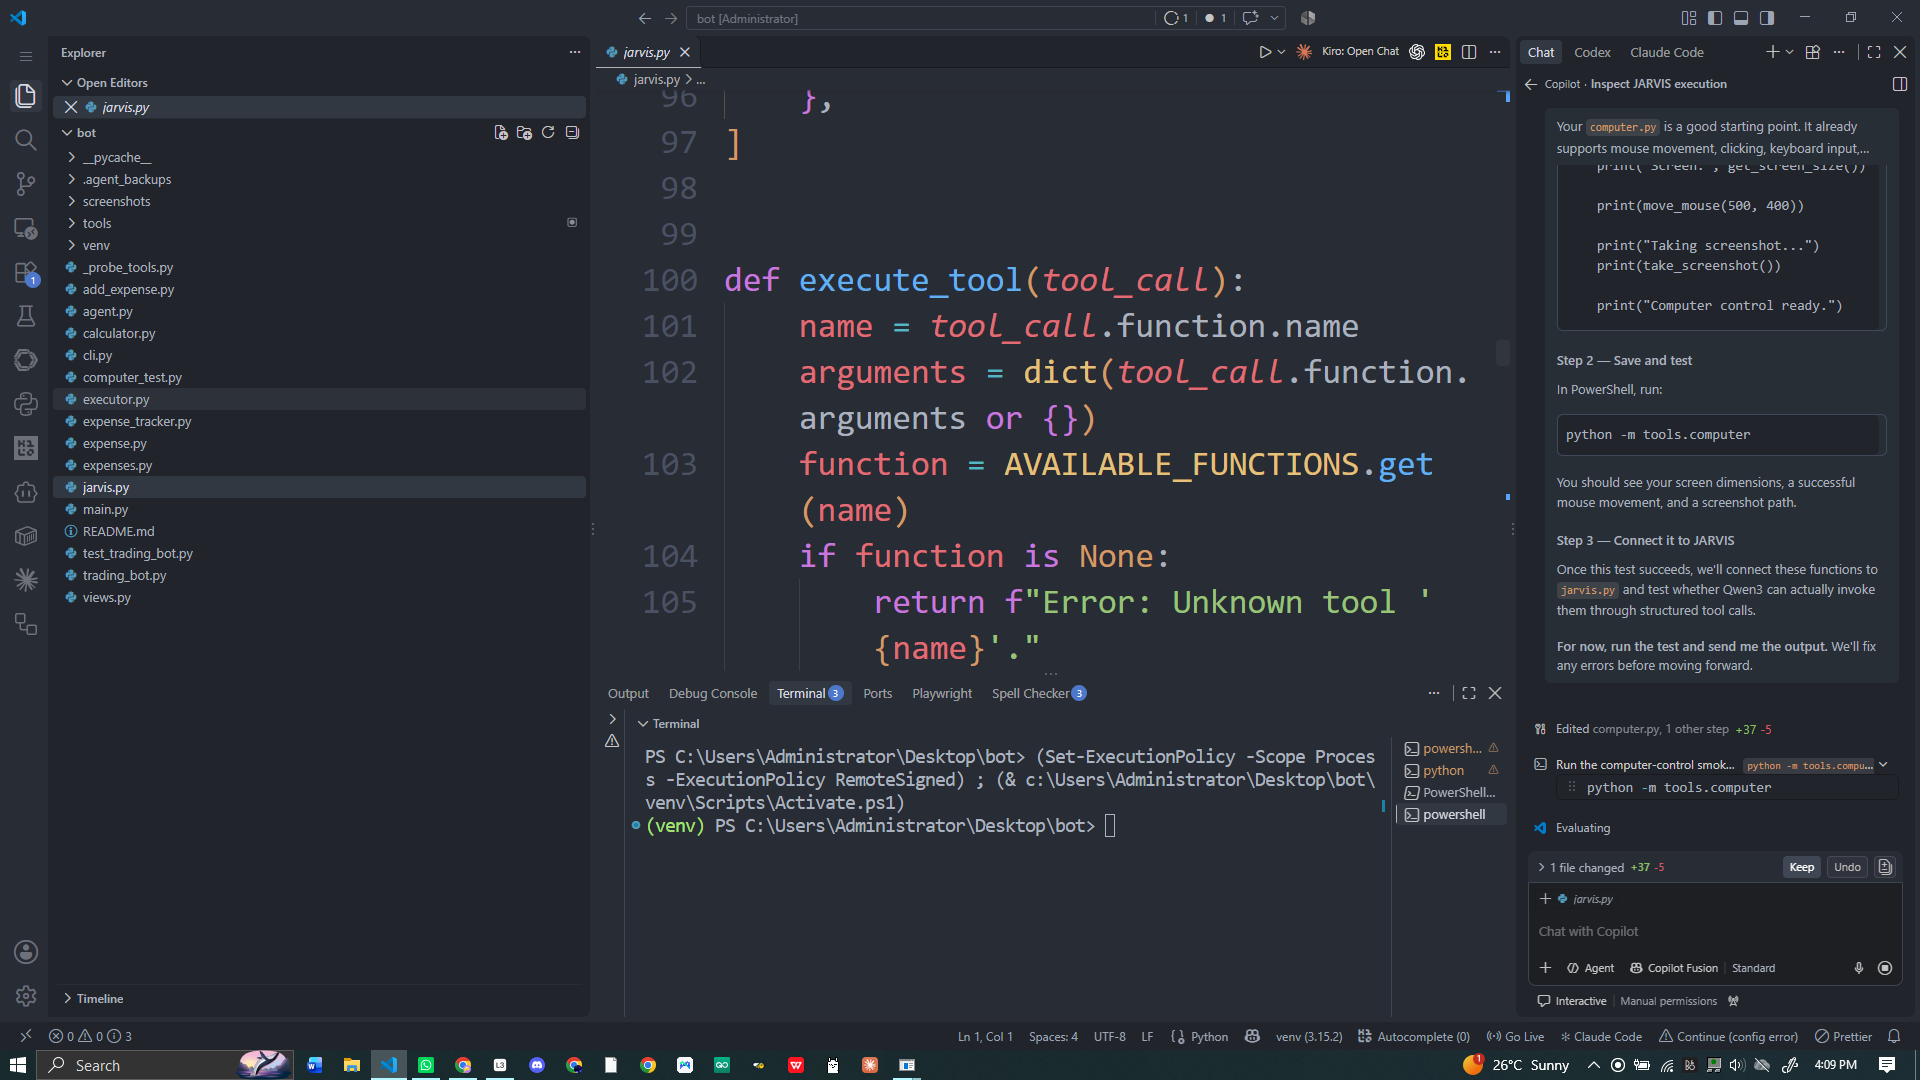 bot [Administrator]
1
1
Explorer
Open Editors
jarvis.py
bot
__pycache__
.agent_backups
screenshots
tools
venv
_probe_tools.py
add_expense.py
agent.py
calculator.py
cli.py
computer_test.py
executor.py
expense_tracker.py
expense.py
expenses.py
jarvis.py
main.py
README.md
test_trading_bot.py
trading_bot.py
views.py
Timeline
1
jarvis.py
Kiro: Open Chat
jarvis.py > ...
96 },
97 ]
98
99
100 def execute_tool(tool_call):
101 name = tool_call.function.name
102 arguments = dict(tool_call.function.
arguments or {})
103 function = AVAILABLE_FUNCTIONS.get
(name)
104 if function is None:
105 return f"Error: Unknown tool '
{name}'."
Output Debug Console Terminal 3 Ports Playwright Spell Checker 3
Terminal
PS C:\Users\Administrator\Desktop\bot> (Set-ExecutionPolicy -Scope Proces
s -ExecutionPolicy RemoteSigned) ; (& c:\Users\Administrator\Desktop\bot\
venv\Scripts\Activate.ps1)
(venv) PS C:\Users\Administrator\Desktop\bot>
powersh...
python
PowerShell...
powershell
Chat Codex Claude Code
Copilot · Inspect JARVIS execution
Your computer.py is a good starting point. It already
supports mouse movement, clicking, keyboard input,...
print("Screen:", get_screen_size())
print(move_mouse(500, 400))
print("Taking screenshot...")
print(take_screenshot())
print("Computer control ready.")
Step 2 — Save and test
In PowerShell, run:
python -m tools.computer
You should see your screen dimensions, a successful
mouse movement, and a screenshot path.
Step 3 — Connect it to JARVIS
Once this test succeeds, we'll connect these functions to
jarvis.py and test whether Qwen3 can actually invoke
them through structured tool calls.
For now, run the test and send me the output. We'll fix
any errors before moving forward.
Edited computer.py, 1 other step +37 -5
Run the computer-control smok... python -m tools.compu...
python -m tools.computer
Evaluating
1 file changed +37 -5 Keep Undo
jarvis.py
Chat with Copilot
Agent Copilot Fusion Standard
Interactive Manual permissions
0 0 3
Ln 1, Col 1 Spaces: 4 UTF-8 LF Python venv (3.15.2) Autocomplete (0) Go Live Claude Code Continue (config error) Prettier
Search
26°C Sunny
4:09 PM